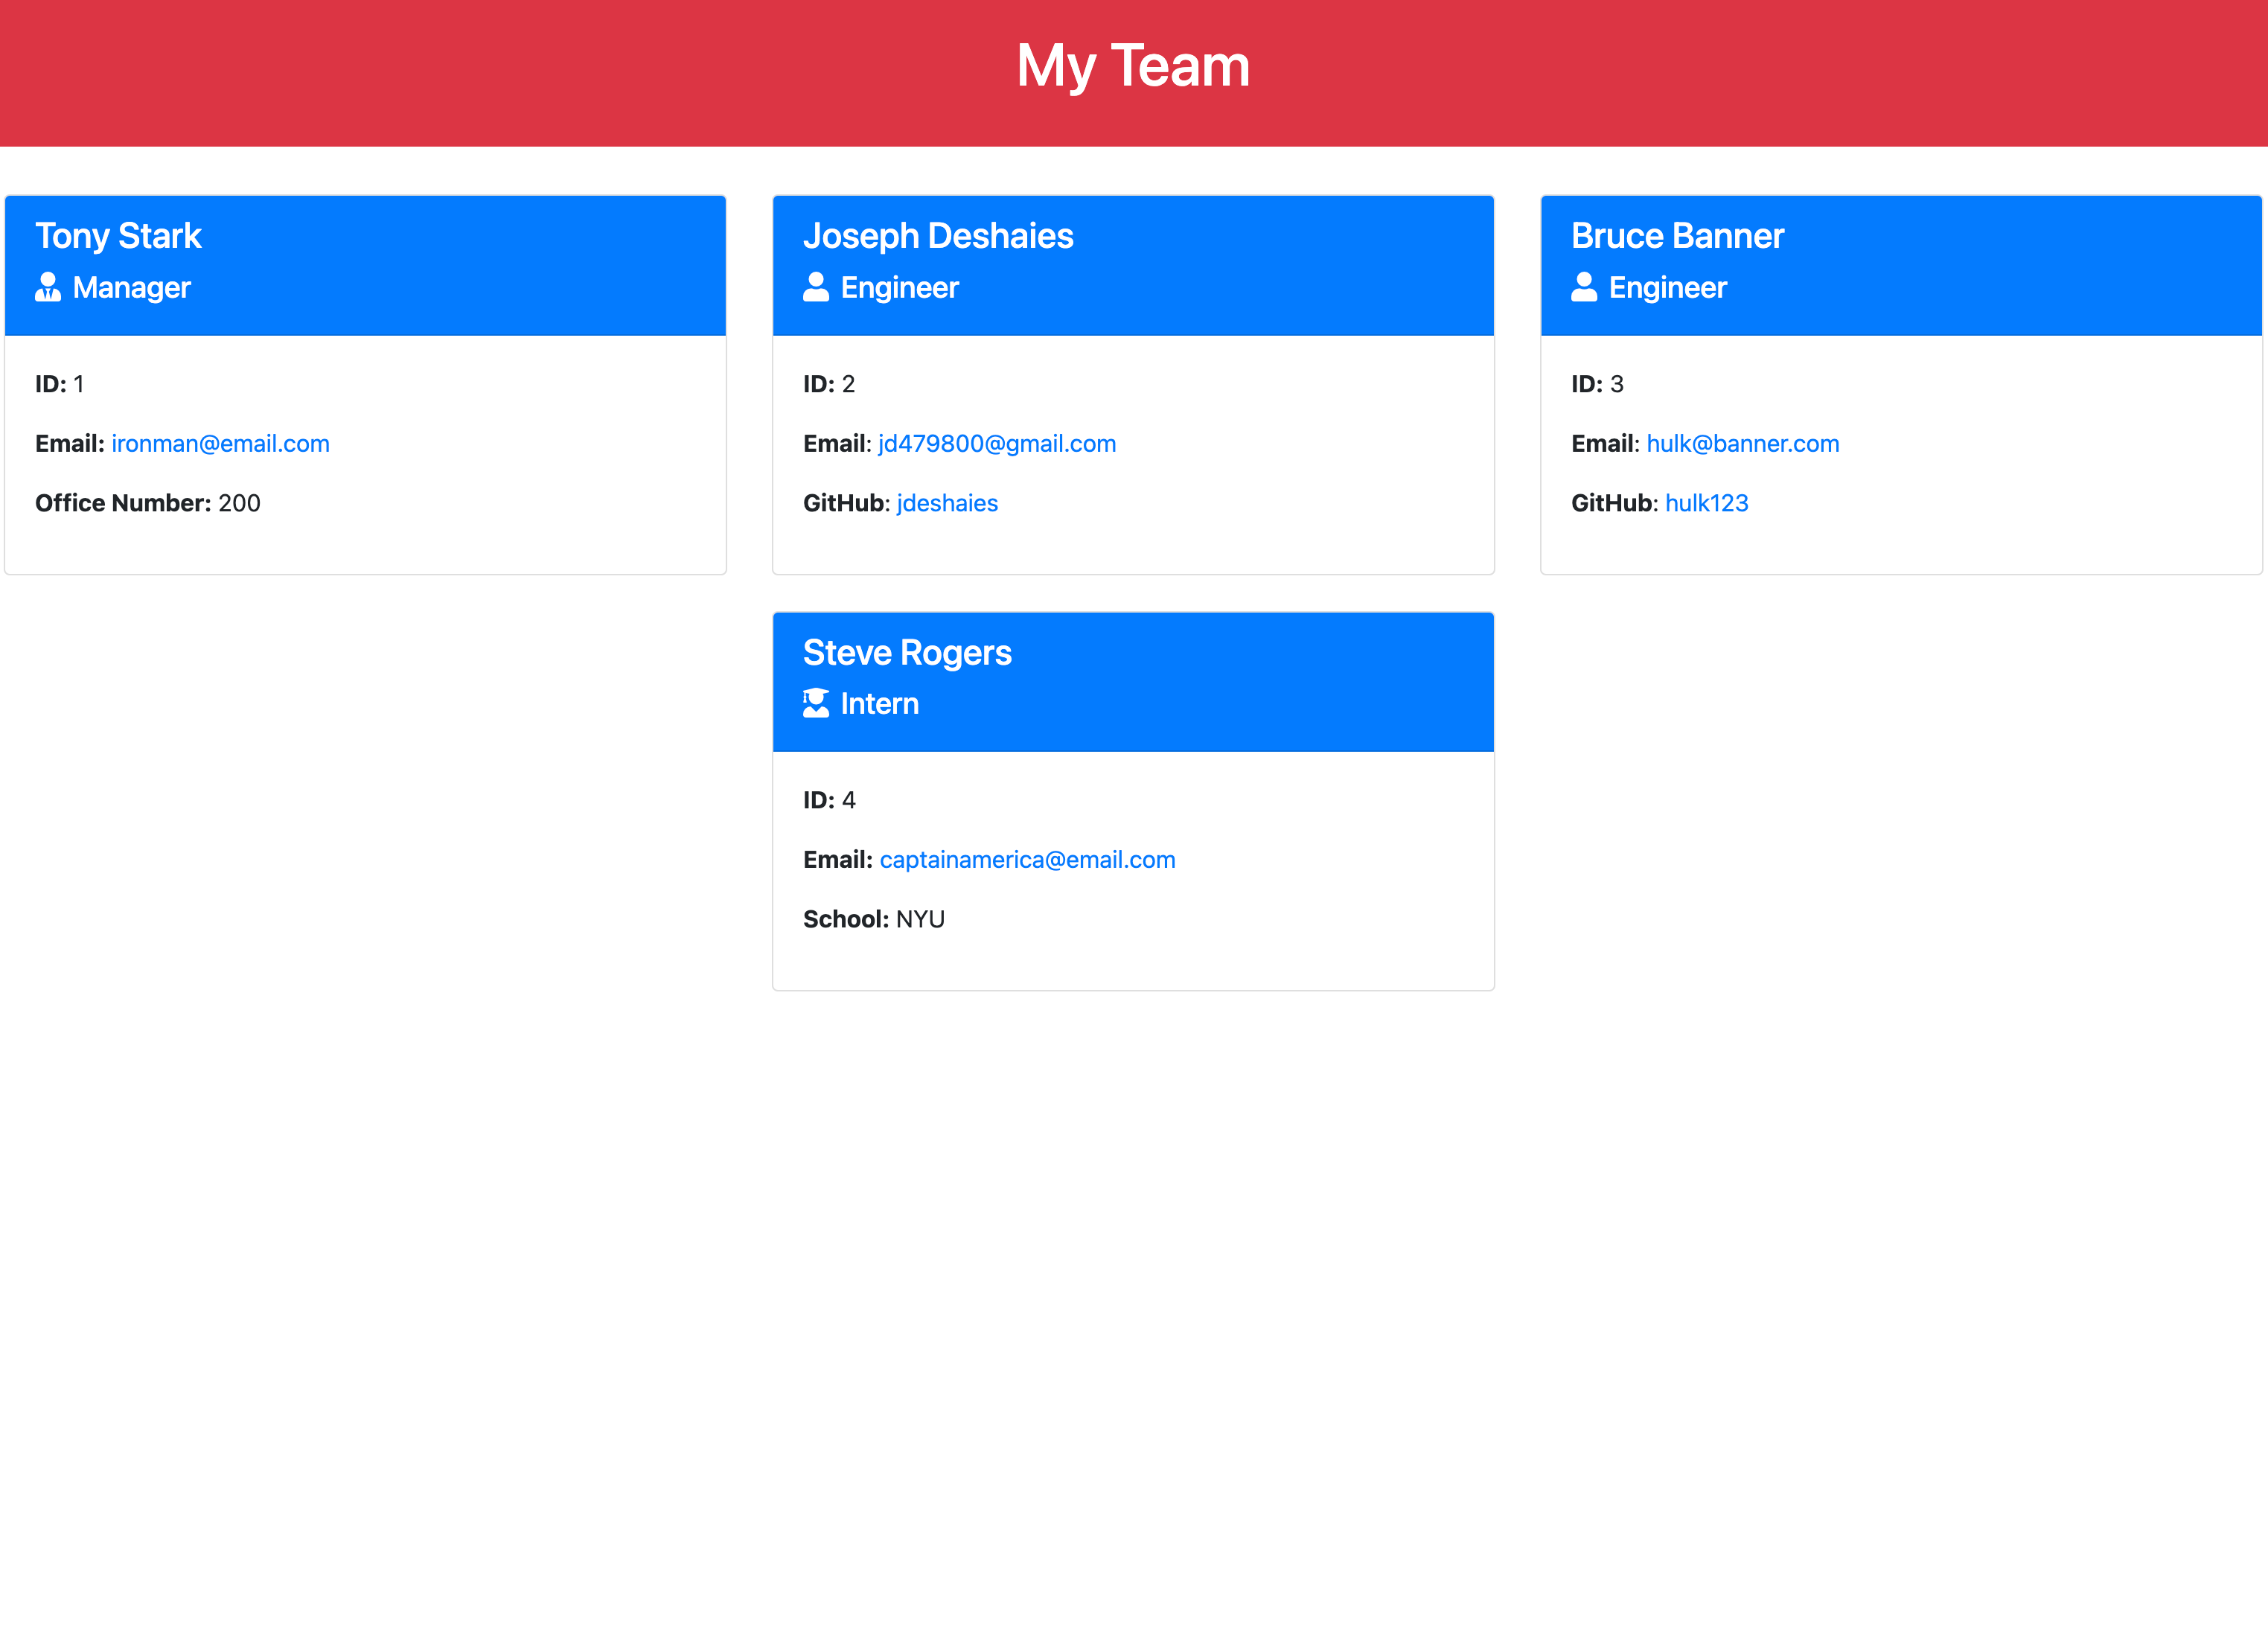 My Team
Tony Stark
Manager
ID: 1
Email: ironman@email.com
Office Number: 200
Joseph Deshaies
Engineer
ID: 2
Email: jd479800@gmail.com
GitHub: jdeshaies
Bruce Banner
Engineer
ID: 3
Email: hulk@banner.com
GitHub: hulk123
Steve Rogers
Intern
ID: 4
Email: captainamerica@email.com
School: NYU